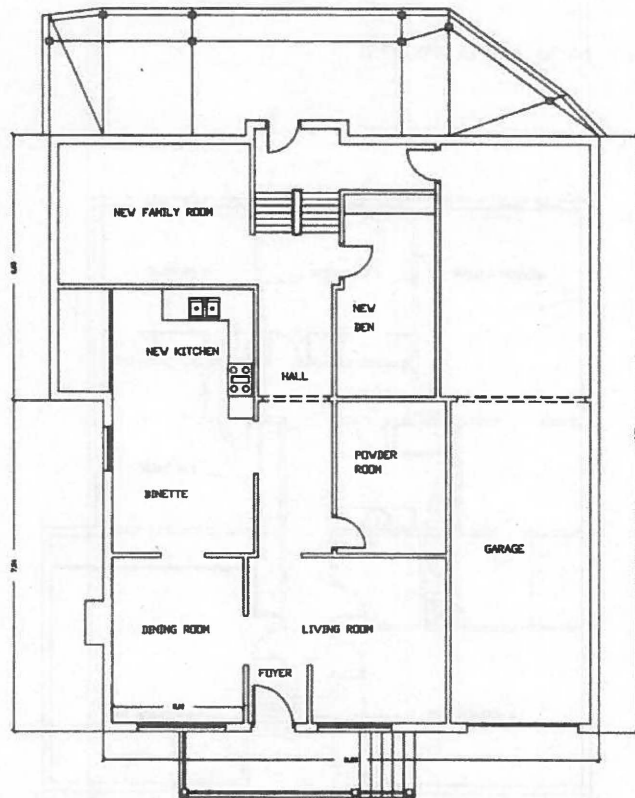 NEW FAMILY ROOM
NEW
DEN
NEW KITCHEN
HALL
POWDER
ROOM
DINETTE
GARAGE
DINING ROOM
LIVING ROOM
FOYER